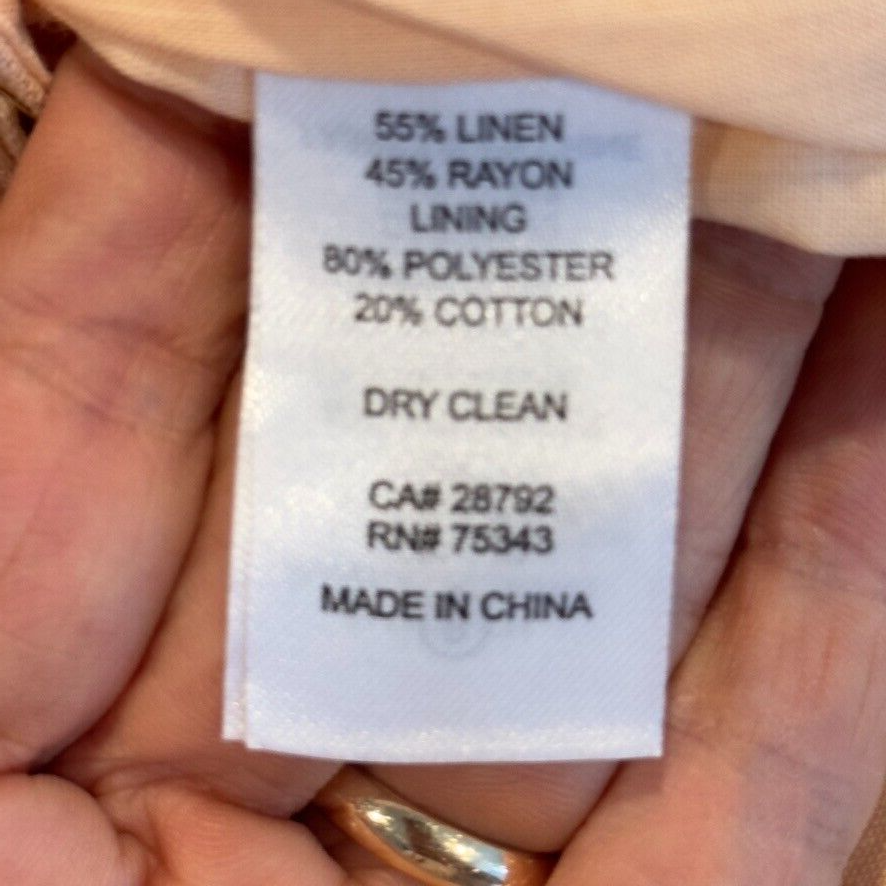 55% LINEN
45% RAYON
LINING
80% POLYESTER
20% COTTON
DRY CLEAN
CA# 28792
RN# 75343
MADE IN CHINA